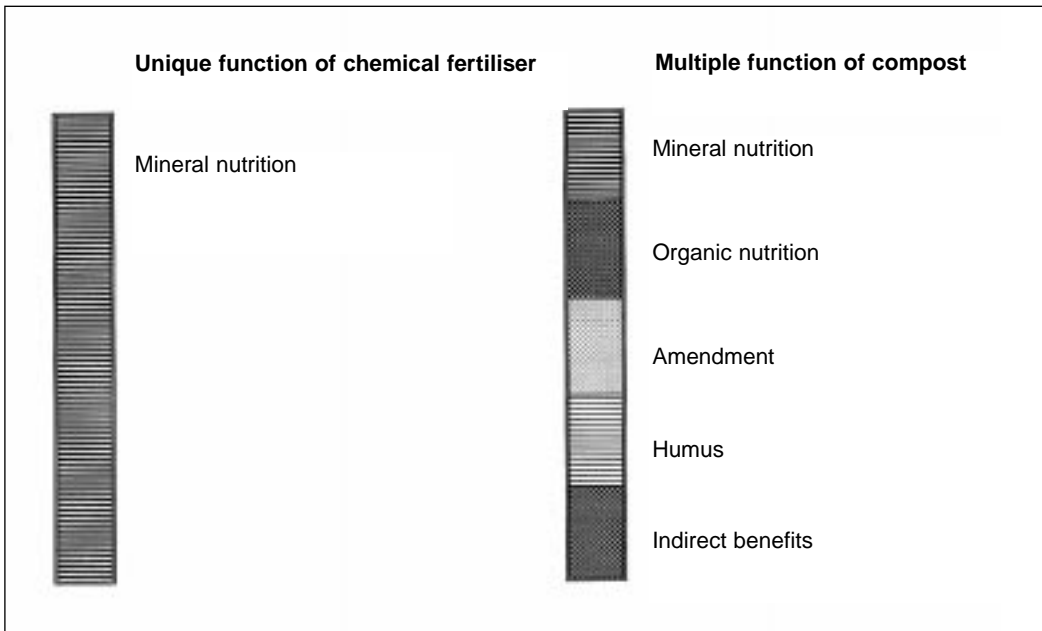 Unique function of chemical fertiliser
Mineral nutrition
Multiple function of compost
Mineral nutrition
Organic nutrition
Amendment
Humus
Indirect benefits